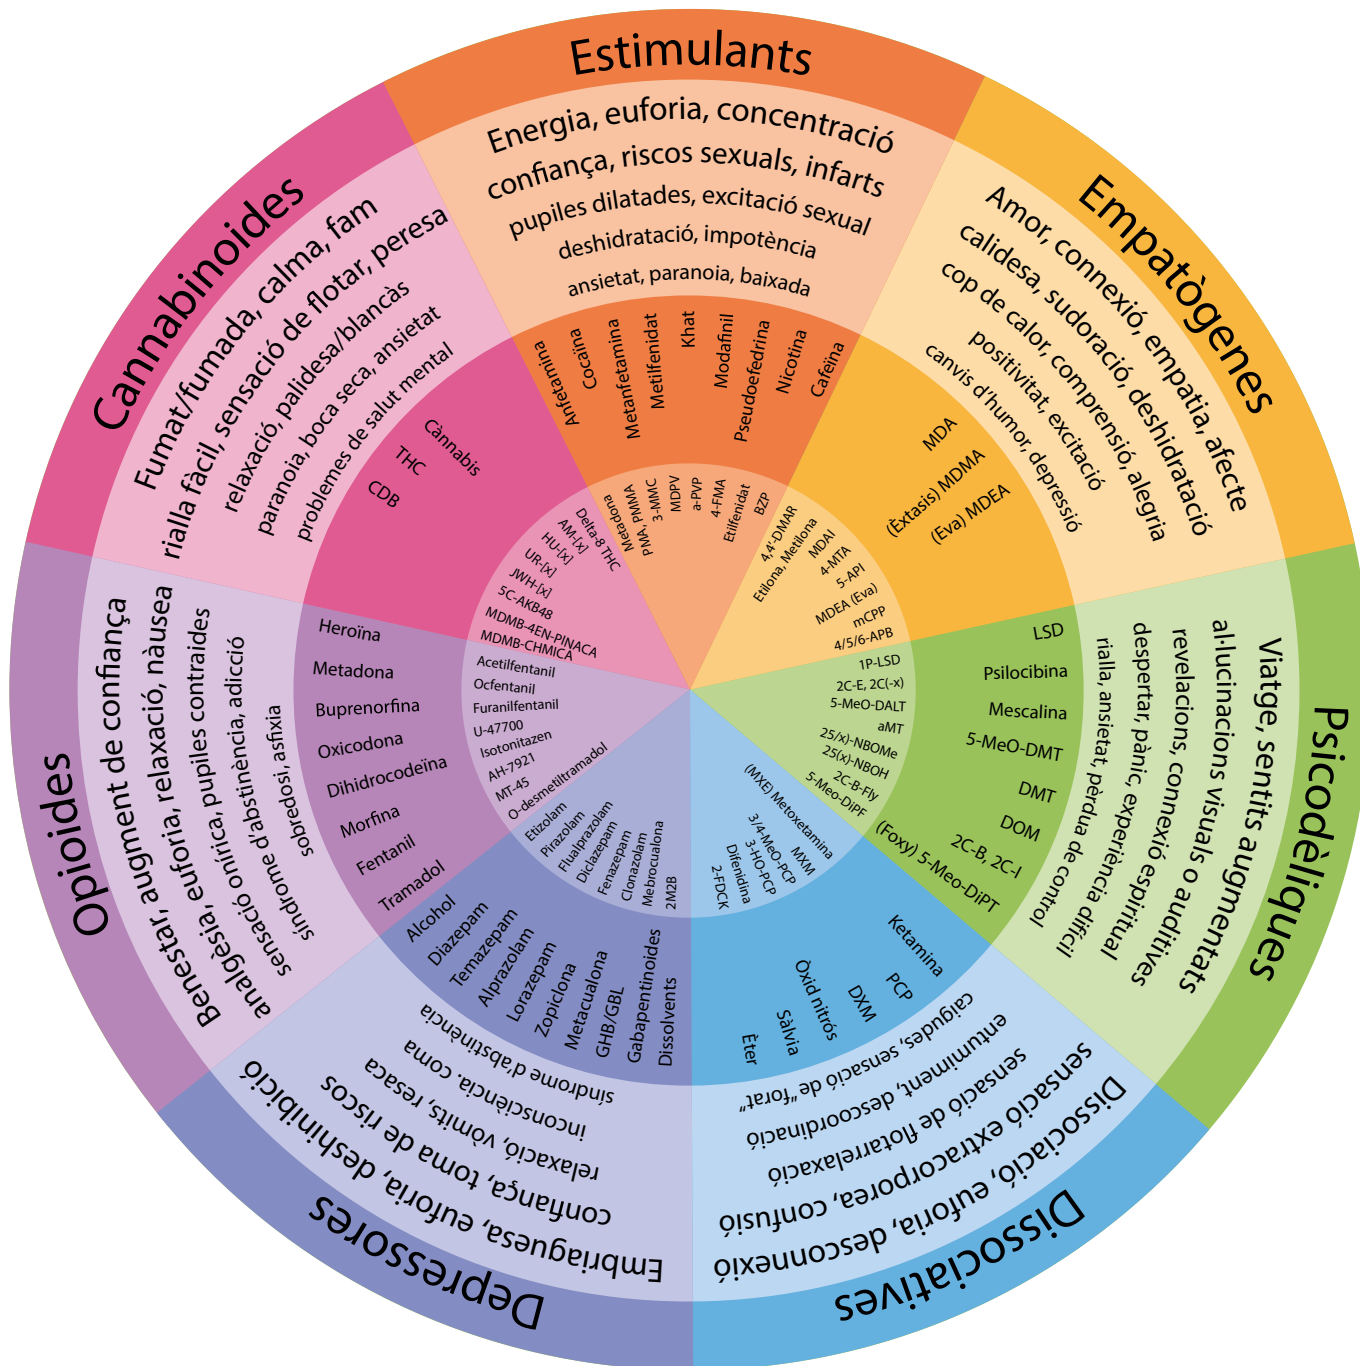 Estimulants
Energia, euforia, concentració
confiança, riscos sexuals, infarts
pupiles dilatades, excitació sexual
deshidratació, impotència
ansietat, paranoia, baixada
Anfetamina
Cocaïna
Metanfetamina
Metilfenidat
Khat
Modafinil
Pseudoefedrina
Nicotina
Cafeïna
Metadona
PMA, PMMA
3-MMC
MDPV
a-PVP
4-FMA
Etilfenidat
BZP
Empatògenes
Amor, connexió, empatia, afecte
calidesa, sudoració, deshidratació
cop de calor, comprensió, alegria
positivitat, excitació
canvis d'humor, depressió
MDA
(Èxtasis) MDMA
(Eva) MDEA
4,4'-DMAR
Etilona, Metilona
MDAI
4-MTA
5-API
MDEA (Eva)
mCPP
4/5/6-APB
Psicodèliques
Viatge, sentits augmentats
al·lucinacions visuals o auditives
revelacions, connexió espiritual
despertar, pànic, experiència difícil
rialla, ansietat, pèrdua de control
LSD
Psilocibina
Mescalina
5-MeO-DMT
DMT
DOM
2C-B, 2C-I
(Foxy) 5-Meo-DiPT
1P-LSD
2C-E, 2C(-x)
5-MeO-DALT
aMT
25/x)-NBOMe
25(x)-NBOH
2C-B-Fly
5-Meo-DiPF
Dissociatives
Dissociació, euforia, desconnexió
sensació extracorporea, confusió
sensació de flotarrelaxació
entumiment, descoordinació
caigudes, sensació de "forat"
Ketamina
PCP
DXM
Òxid nitrós
Sàlvia
Èter
(MXE) Metoxetamina
MXM
3/4-MeO-PCP
3-HO-PCP
Difenidina
2-FDCK
Depressores
Embriaguesa, euforia, deshinibició
confiança, toma de riscos
relaxació, vòmits, resaca
inconsciència. coma
síndrome d'abstinència
Alcohol
Diazepam
Temazepam
Alprazolam
Lorazepam
Zopiclona
Metacualona
GHB/GBL
Gabapentinoides
Dissolvents
Etizolam
Pirazolam
Flualprazolam
Diclazepam
Fenazepam
Clonazolam
Mebrocualona
2M2B
Opioides
Benestar, augment de confiança
analgèsia, euforia, relaxació, nàusea
sensació onírica, pupiles contraides
síndrome d'abstinència, adicció
sobredosi, asfixia
Heroïna
Metadona
Buprenorfina
Oxicodona
Dihidrocodeïna
Morfina
Fentanil
Tramadol
Acetilfentanil
Ocfentanil
Furanilfentanil
U-47700
Isotonitazen
AH-7921
MT-45
O-desmetiltramadol
Cannabinoides
Fumat/fumada, calma, fam
rialla fàcil, sensació de flotar, peresa
relaxació, palidesa/blancàs
paranoia, boca seca, ansietat
problemes de salut mental
Cànnabis
THC
CDB
Delta-8 THC
AM-[x]
HU-[x]
UR-[x]
JWH-[x]
5C-AKB48
MDMB-4EN-PINACA
MDMB-CHMICA